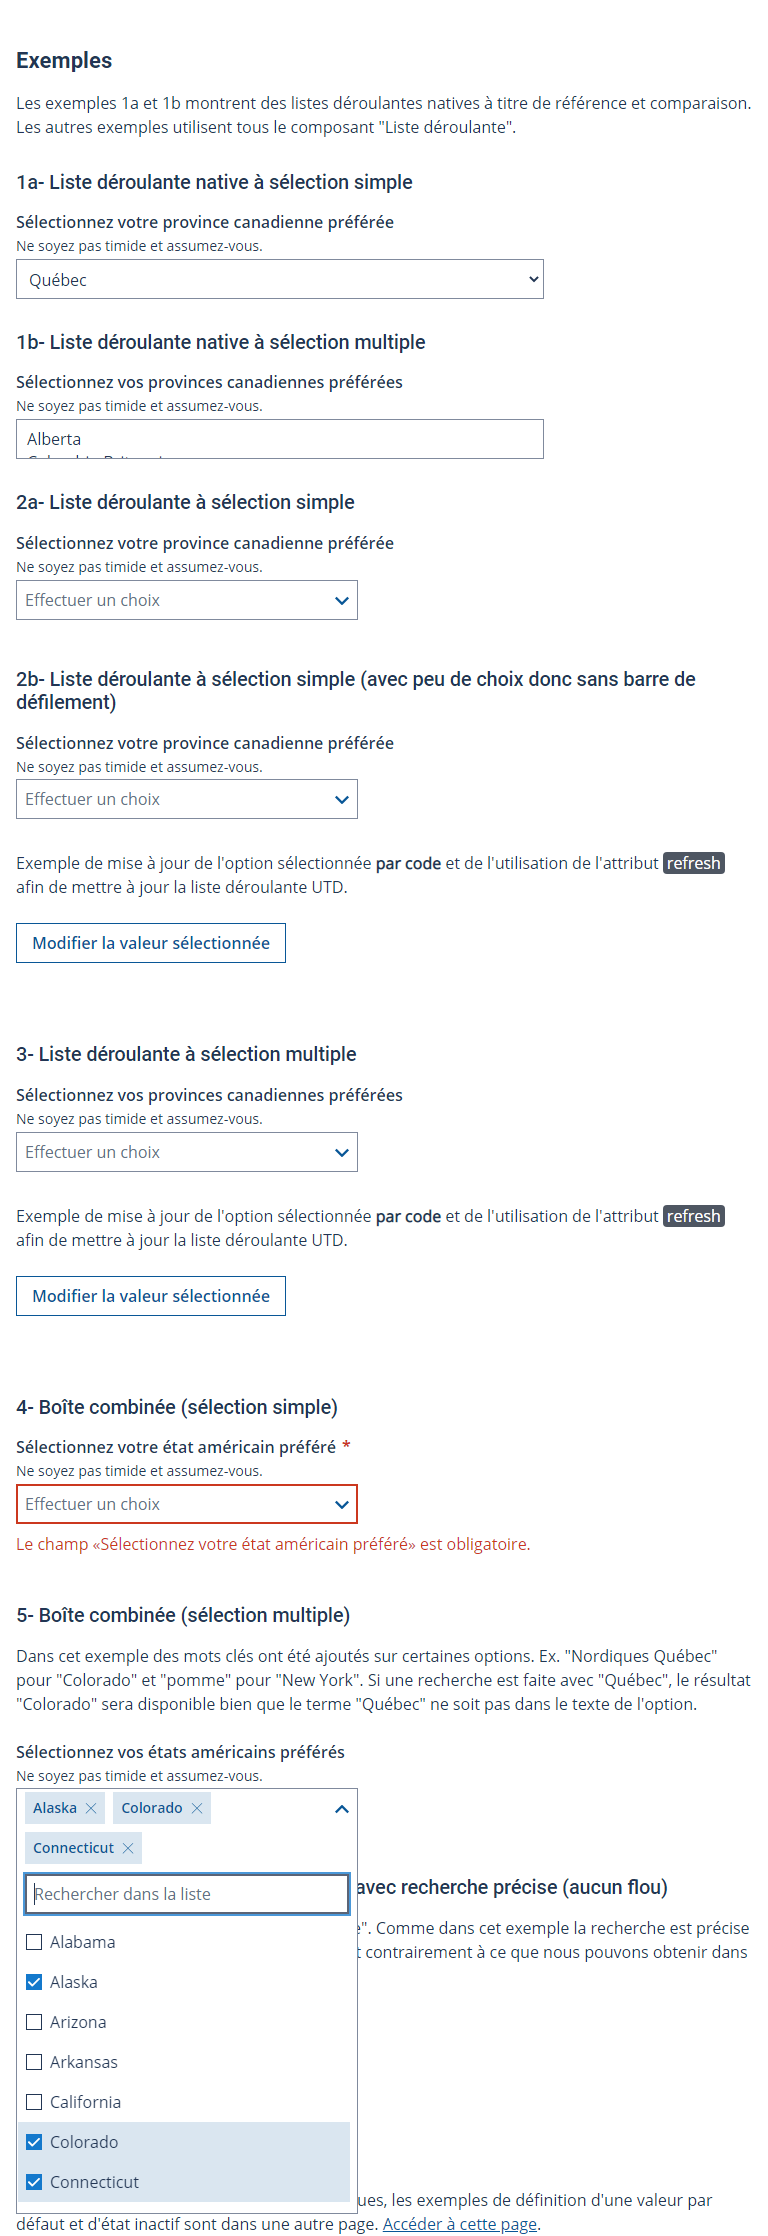 Exemples
Les exemples 1a et 1b montrent des listes déroulantes natives à titre de référence et comparaison.
Les autres exemples utilisent tous le composant "Liste déroulante".
1a- Liste déroulante native à sélection simple
Sélectionnez votre province canadienne préférée
Ne soyez pas timide et assumez-vous.
Québec
1b- Liste déroulante native à sélection multiple
Sélectionnez vos provinces canadiennes préférées
Ne soyez pas timide et assumez-vous.
Alberta
2a- Liste déroulante à sélection simple
Sélectionnez votre province canadienne préférée
Ne soyez pas timide et assumez-vous.
Effectuer un choix
2b- Liste déroulante à sélection simple (avec peu de choix donc sans barre de
défilement)
Sélectionnez votre province canadienne préférée
Ne soyez pas timide et assumez-vous.
Effectuer un choix
Exemple de mise à jour de l'option sélectionnée par code et de l'utilisation de l'attribut refresh
afin de mettre à jour la liste déroulante UTD.
Modifier la valeur sélectionnée
3- Liste déroulante à sélection multiple
Sélectionnez vos provinces canadiennes préférées
Ne soyez pas timide et assumez-vous.
Effectuer un choix
Exemple de mise à jour de l'option sélectionnée par code et de l'utilisation de l'attribut refresh
afin de mettre à jour la liste déroulante UTD.
Modifier la valeur sélectionnée
4- Boîte combinée (sélection simple)
Sélectionnez votre état américain préféré *
Ne soyez pas timide et assumez-vous.
Effectuer un choix
Le champ «Sélectionnez votre état américain préféré» est obligatoire.
5- Boîte combinée (sélection multiple)
Dans cet exemple des mots clés ont été ajoutés sur certaines options. Ex. "Nordiques Québec"
pour "Colorado" et "pomme" pour "New York". Si une recherche est faite avec "Québec", le résultat
"Colorado" sera disponible bien que le terme "Québec" ne soit pas dans le texte de l'option.
Sélectionnez vos états américains préférés
Ne soyez pas timide et assumez-vous.
Alaska Colorado
Connecticut
avec recherche précise (aucun flou)
Rechercher dans la liste
e". Comme dans cet exemple la recherche est précise
Alabama
t contrairement à ce que nous pouvons obtenir dans
Alaska
Arizona
Arkansas
California
Colorado
Connecticut
ues, les exemples de définition d'une valeur par
défaut et d'état inactif sont dans une autre page. Accéder à cette page.